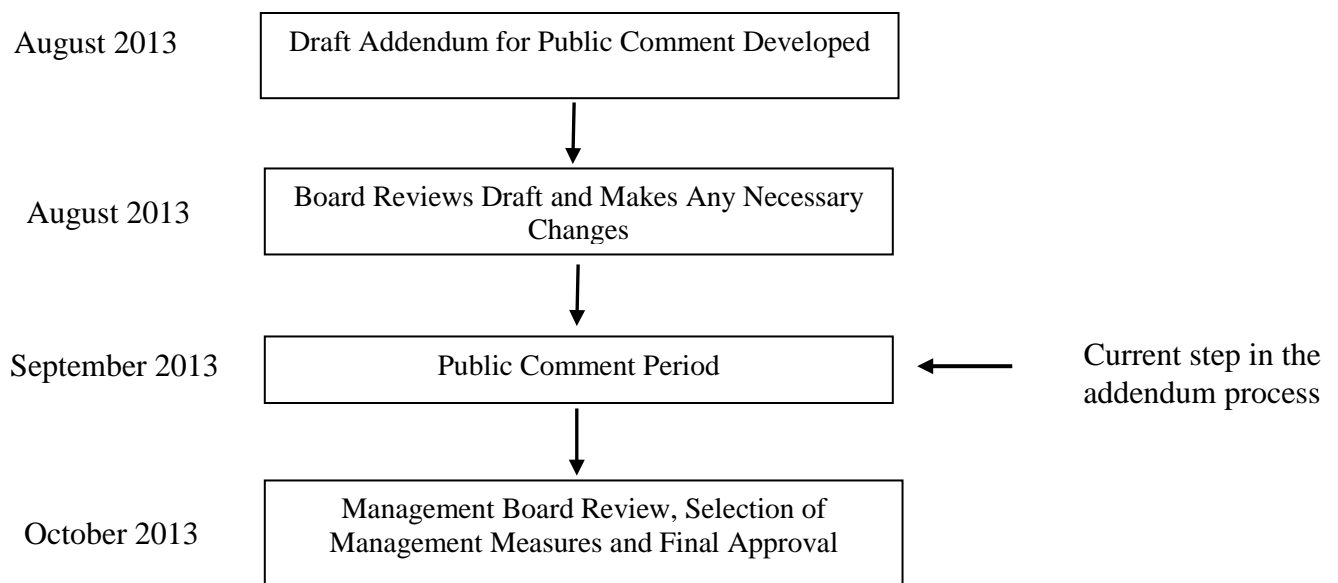 August 2013
Draft Addendum for Public Comment Developed
August 2013
Board Reviews Draft and Makes Any Necessary
Changes
September 2013
Public Comment Period
Current step in the
addendum process
October 2013
Management Board Review, Selection of
Management Measures and Final Approval